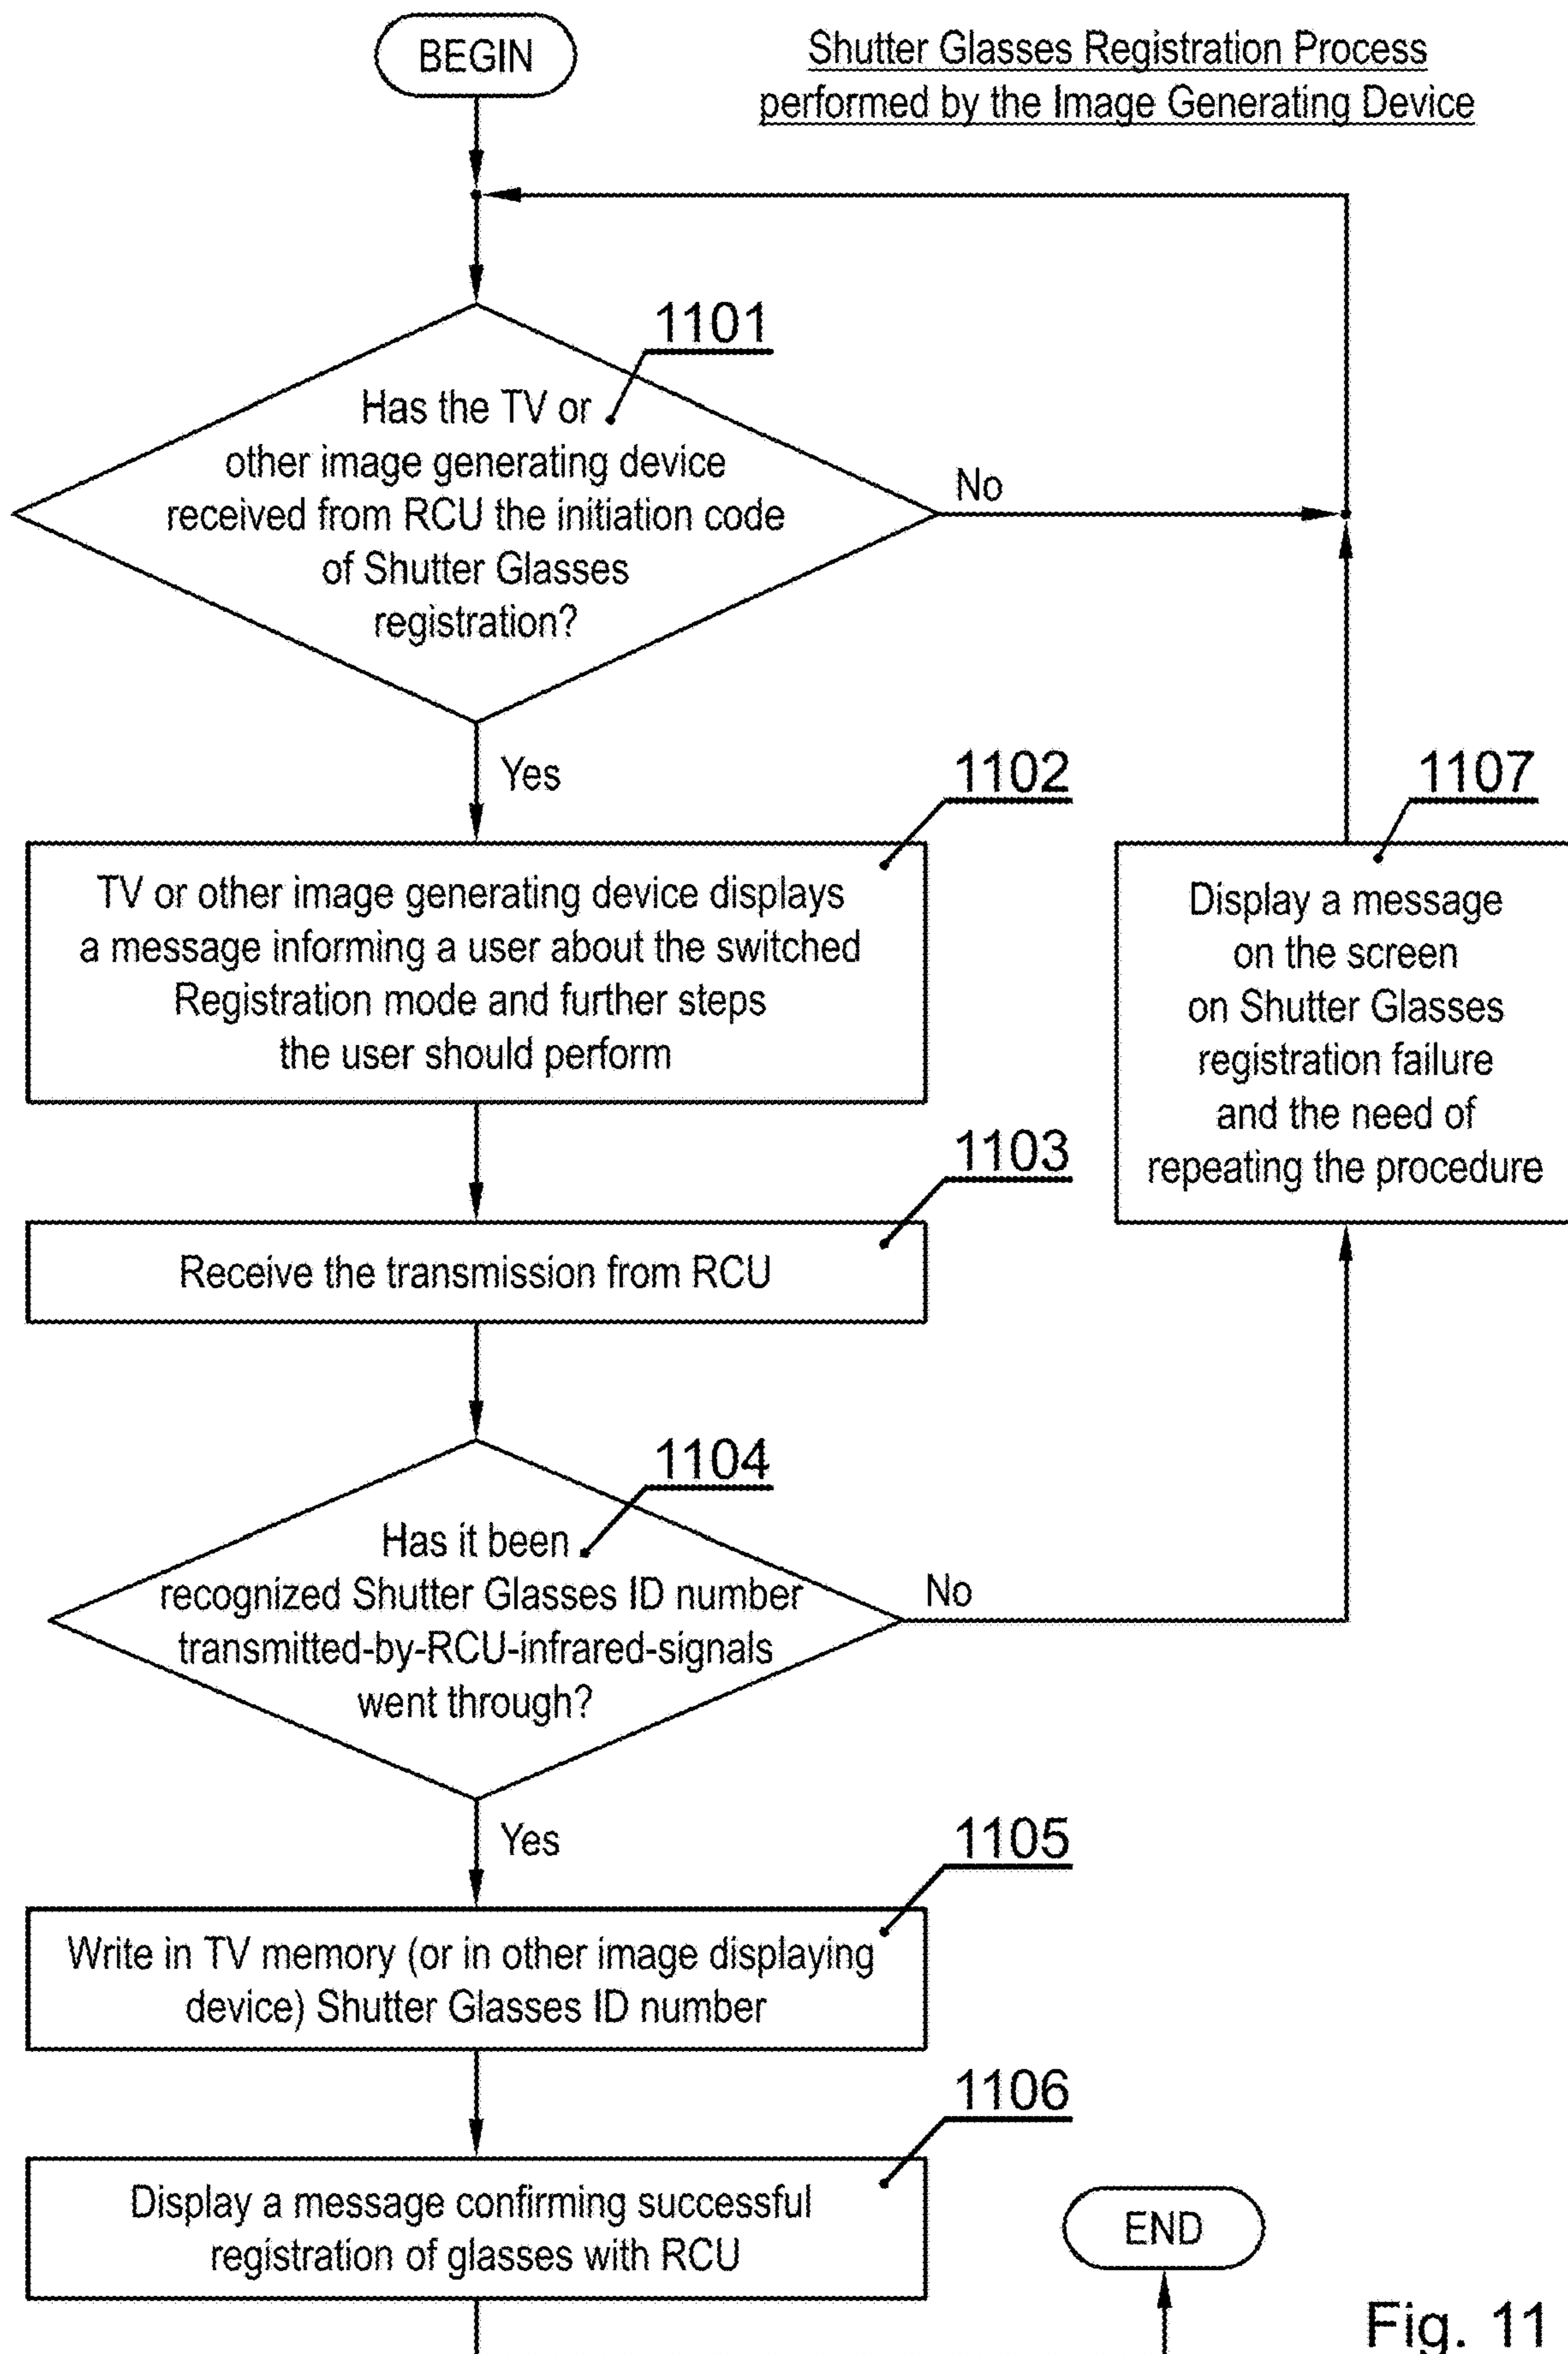 BEGIN
Shutter Glasses Registration Process
performed by the Image Generating Device
1101
Has the TV or
other image generating device
received from RCU the initiation code
of Shutter Glasses
registration?
No
Yes
1102
TV or other image generating device displays
a message informing a user about the switched
Registration mode and further steps
the user should perform
1107
Display a message
on the screen
on Shutter Glasses
registration failure
and the need of
repeating the procedure
1103
Receive the transmission from RCU
1104
Has it been
recognized Shutter Glasses ID number
transmitted-by-RCU-infrared-signals
went through?
No
Yes
1105
Write in TV memory (or in other image displaying
device) Shutter Glasses ID number
1106
Display a message confirming successful
registration of glasses with RCU
END
Fig. 11